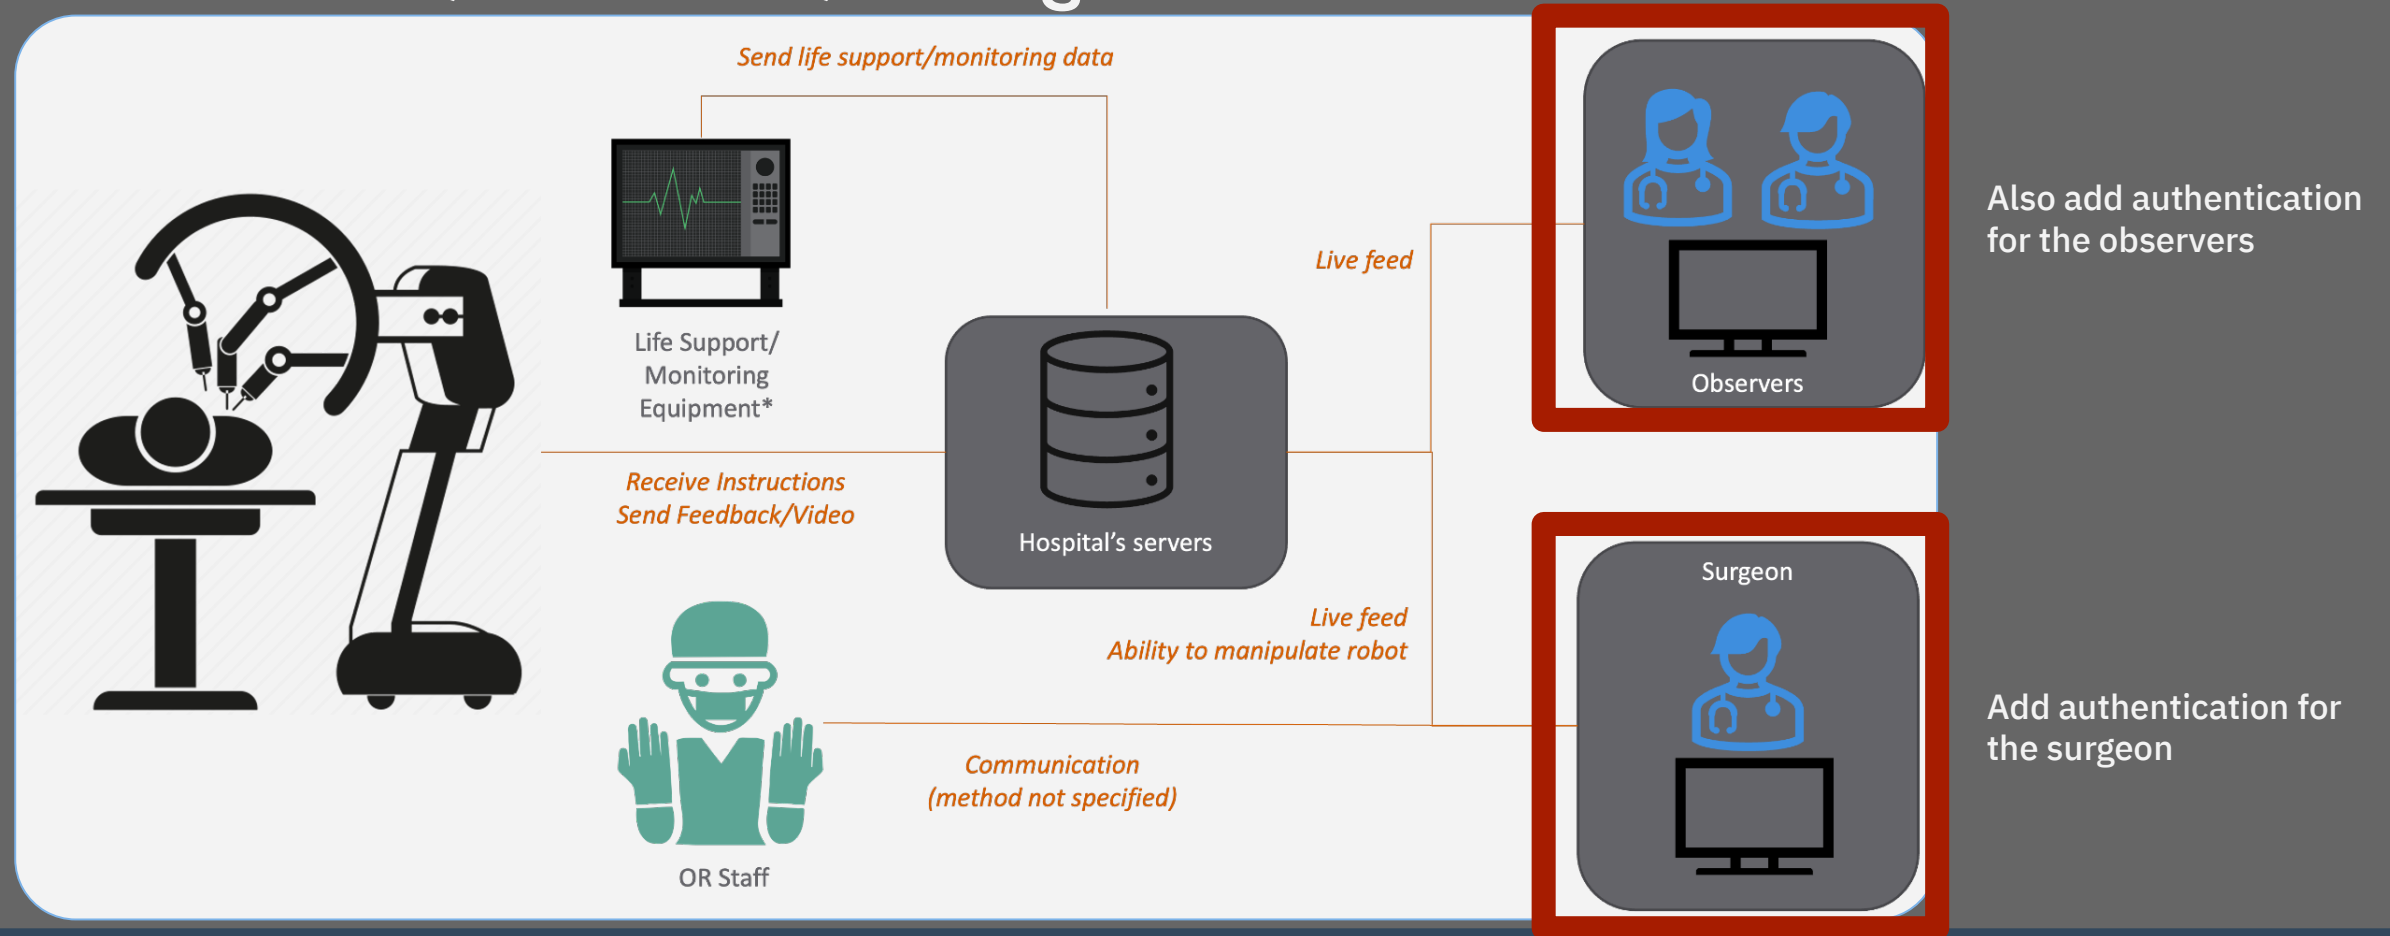 Send life support/monitoring data
Life Support/
Monitoring
Equipment*
Receive Instructions
Send Feedback/Video
OR Staff
Hospital's servers
Live feed
Live feed
Ability to manipulate robot
Communication
(method not specified)
Observers
Surgeon
Also add authentication
for the observers
Add authentication for
the surgeon